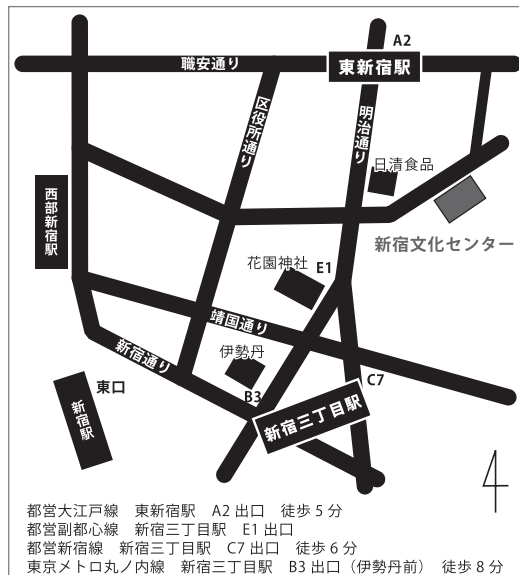 A2
職安通り
東新宿駅
区役所通り
明治通り
日清食品
西部新宿駅
新宿文化センター
花園神社
E1
靖国通り
新宿通り
伊勢丹
東口
B3
C7
新宿駅
新宿三丁目駅
都営大江戸線　東新宿駅　A2 出口　徒歩 5 分
都営副都心線　新宿三丁目駅　E1 出口
都営新宿線　新宿三丁目駅　C7 出口　徒歩 6 分
東京メトロ丸ノ内線　新宿三丁目駅　B3 出口（伊勢丹前）　徒歩 8 分